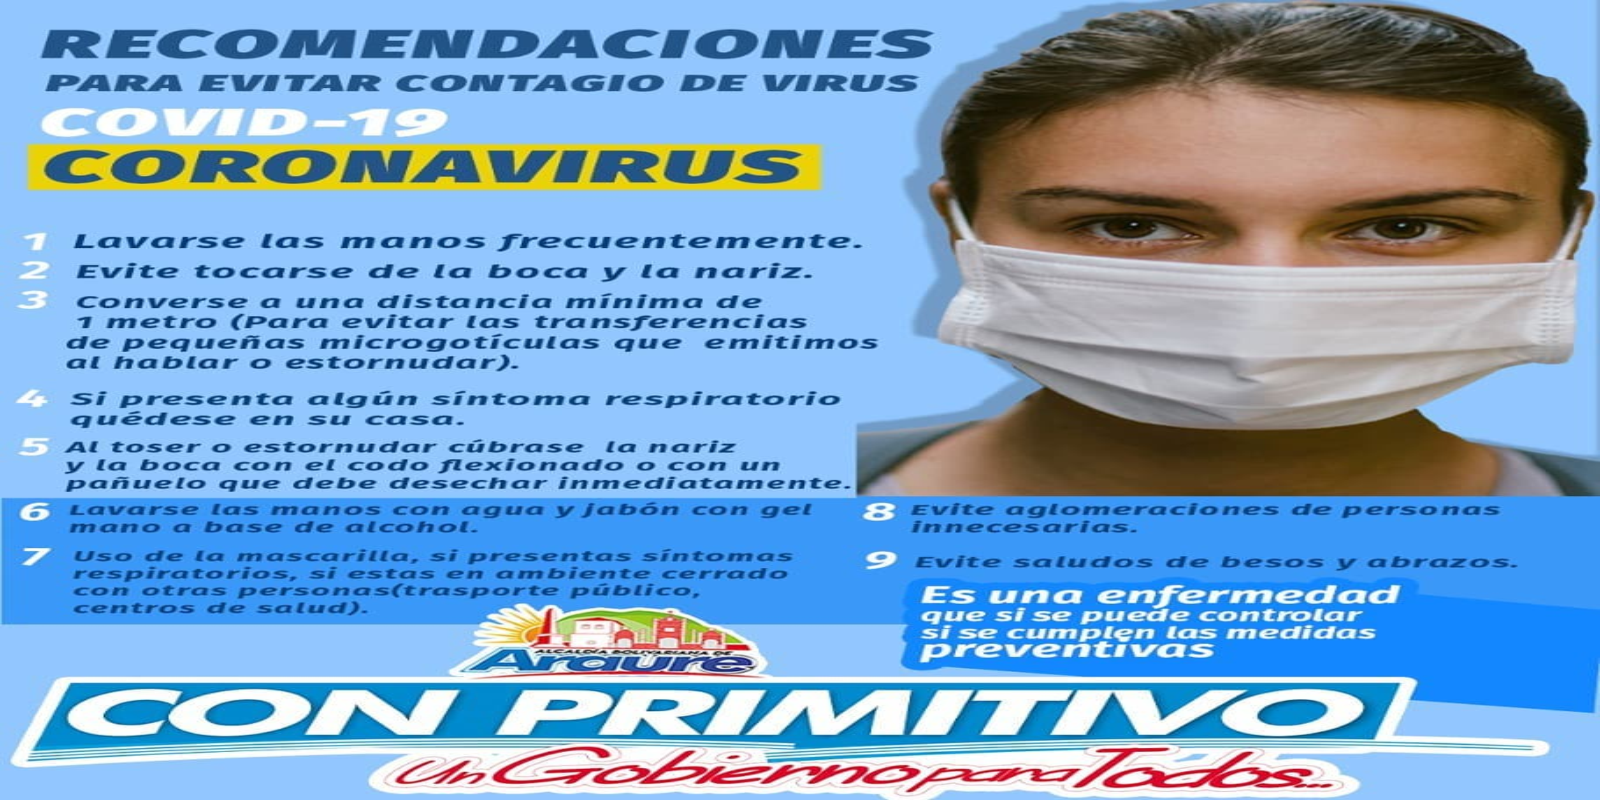 RECOMENDACIONES
PARA EVITAR CONTAGIO DE VIRUS
COVID-19
CORONAVIRUS
1 Lavarse las manos frecuentemente.
2 Evite tocarse de la boca y la nariz.
3 Converse a una distancia mínima de
1 metro (Para evitar las transferencias
de pequeñas microgotículas que emitimos
al hablar o estornudar).
4 Si presenta algún síntoma respiratorio
quédese en su casa.
5 Al toser o estornudar cúbrase la nariz
y la boca con el codo flexionado o con un
pañuelo que debe desechar inmediatamente.
6 Lavarse las manos con agua y jabón con gel
mano a base de alcohol.
7 Uso de la mascarilla, si presentas síntomas
respiratorios, si estas en ambiente cerrado
con otras personas(trasporte público,
centros de salud).
8 Evite aglomeraciones de personas
innecesarias.
9 Evite saludos de besos y abrazos.
Es una enfermedad
que si se puede controlar
si se cumplen las medidas
preventivas
ALCALDÍA BOLIVARIANA DE
Araure
CON PRIMITIVO
Un Gobierno para Todos...